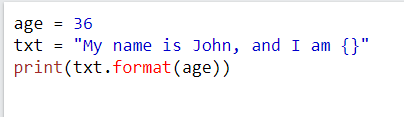 age = 36
txt = "My name is John, and I am {}"
print(txt.format(age))